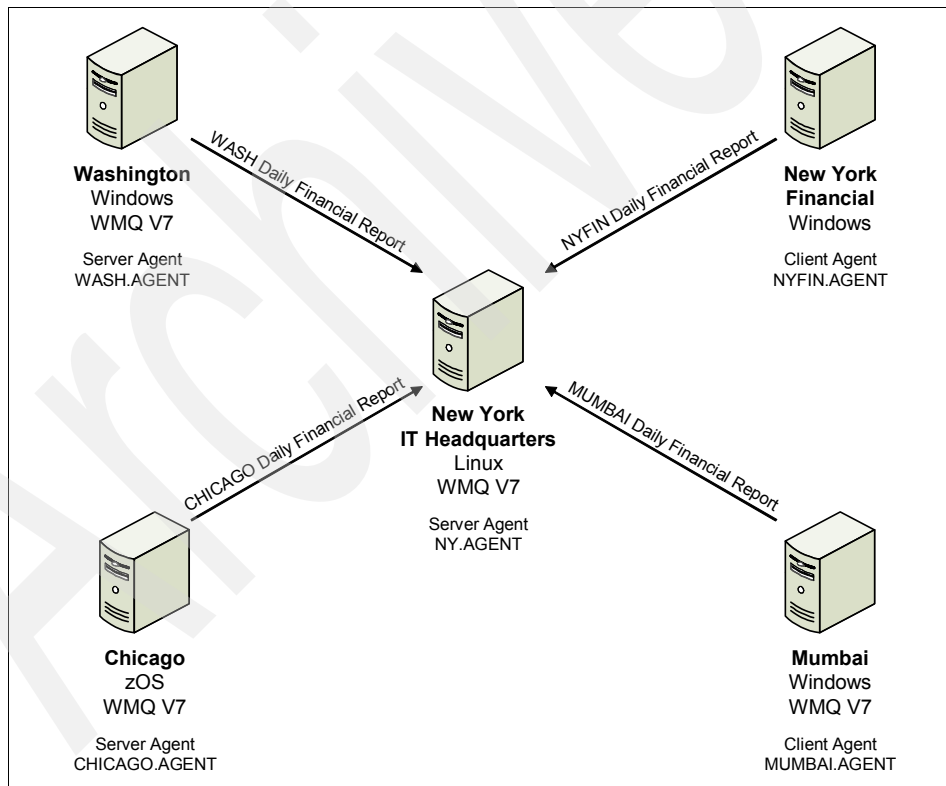 Washington
Windows
WMQ V7
Server Agent
WASH.AGENT
WASH Daily Financial Report
New York
Financial
Windows
Client Agent
NYFIN.AGENT
NYFIN Daily Financial Report
New York
IT Headquarters
Linux
WMQ V7
Server Agent
NY.AGENT
CHICAGO Daily Financial Report
MUMBAI Daily Financial Report
Chicago
zOS
WMQ V7
Server Agent
CHICAGO.AGENT
Mumbai
Windows
WMQ V7
Client Agent
MUMBAI.AGENT
Archive